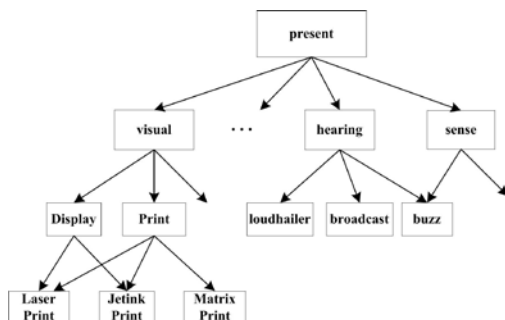 present
visual
...
hearing
sense
Display
Print
loudhailer
broadcast
buzz
Laser
Print
Jetink
Print
Matrix
Print